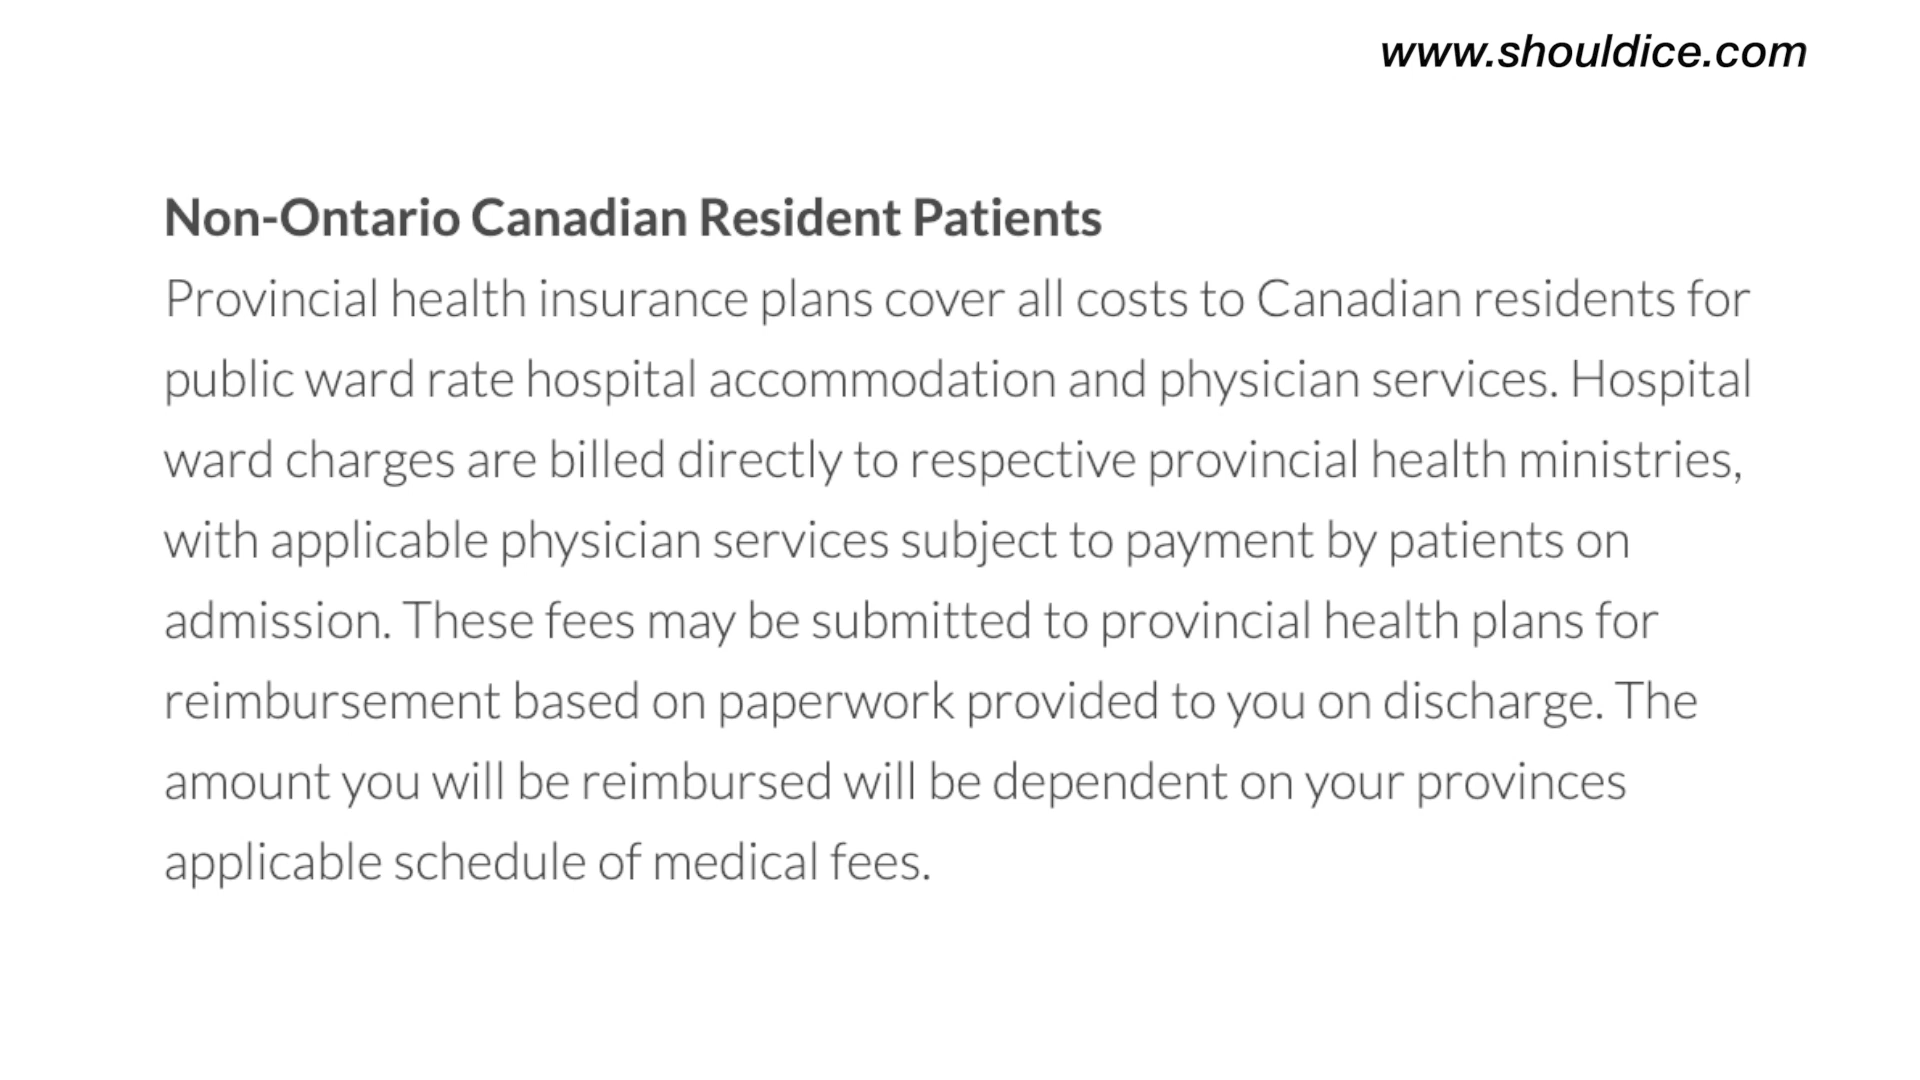 www.shouldice.com
Non-Ontario Canadian Resident Patients
Provincial health insurance plans cover all costs to Canadian residents for
public ward rate hospital accommodation and physician services. Hospital
ward charges are billed directly to respective provincial health ministries,
with applicable physician services subject to payment by patients on
admission. These fees may be submitted to provincial health plans for
reimbursement based on paperwork provided to you on discharge. The
amount you will be reimbursed will be dependent on your provinces
applicable schedule of medical fees.